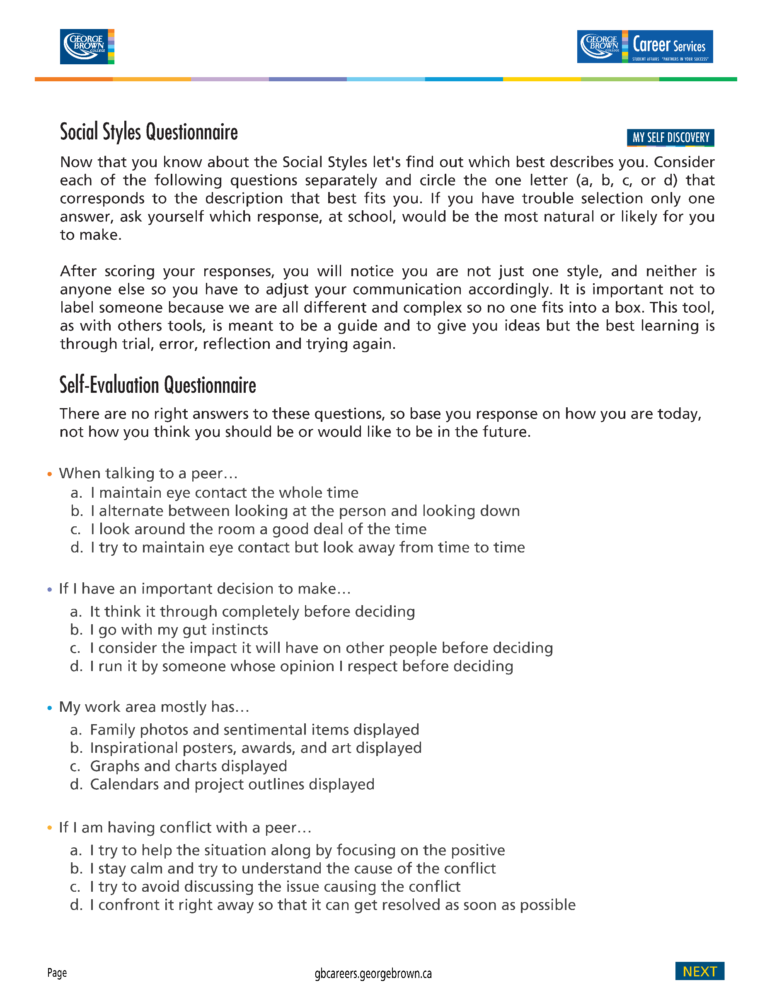 GEORGE
BROWN
COLLEGE
GEORGE
BROWN
COLLEGE
Career Services
STUDENT AFFAIRS "PARTNERS IN YOUR SUCCESS"
Social Styles Questionnaire
MY SELF DISCOVERY
Now that you know about the Social Styles let's find out which best describes you. Consider
each of the following questions separately and circle the one letter (a, b, c, or d) that
corresponds to the description that best fits you. If you have trouble selection only one
answer, ask yourself which response, at school, would be the most natural or likely for you
to make.
After scoring your responses, you will notice you are not just one style, and neither is
anyone else so you have to adjust your communication accordingly. It is important not to
label someone because we are all different and complex so no one fits into a box. This tool,
as with others tools, is meant to be a guide and to give you ideas but the best learning is
through trial, error, reflection and trying again.
Self-Evaluation Questionnaire
There are no right answers to these questions, so base you response on how you are today,
not how you think you should be or would like to be in the future.
• When talking to a peer…
a. I maintain eye contact the whole time
b. I alternate between looking at the person and looking down
c. I look around the room a good deal of the time
d. I try to maintain eye contact but look away from time to time
• If I have an important decision to make…
a. It think it through completely before deciding
b. I go with my gut instincts
c. I consider the impact it will have on other people before deciding
d. I run it by someone whose opinion I respect before deciding
• My work area mostly has…
a. Family photos and sentimental items displayed
b. Inspirational posters, awards, and art displayed
c. Graphs and charts displayed
d. Calendars and project outlines displayed
• If I am having conflict with a peer…
a. I try to help the situation along by focusing on the positive
b. I stay calm and try to understand the cause of the conflict
c. I try to avoid discussing the issue causing the conflict
d. I confront it right away so that it can get resolved as soon as possible
Page
gbcareers.georgebrown.ca
NEXT